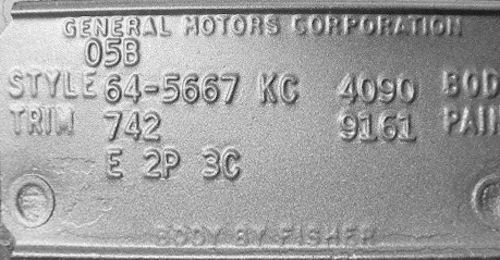 GENERAL MOTORS CORPORATION
05B
STYLE 64-5667 KC 4090 BOD
TRIM 742 9161 PAIN
E 2P 3C
BODY BY FISHER